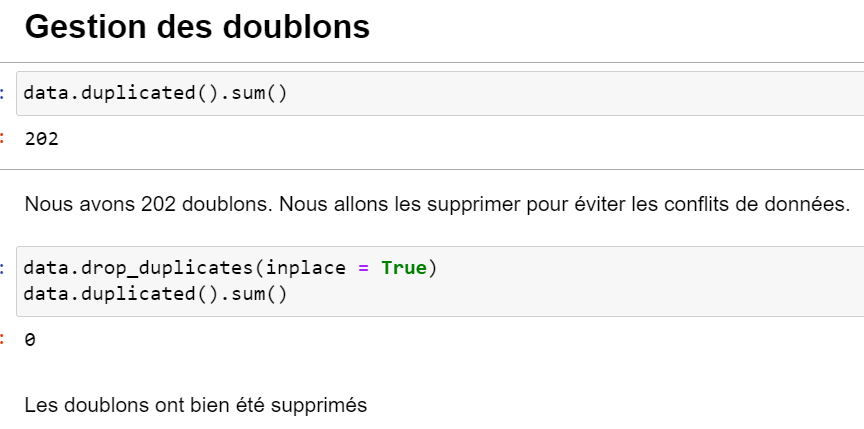 Gestion des doublons
: data.duplicated().sum()
: 202
Nous avons 202 doublons. Nous allons les supprimer pour éviter les conflits de données.
: data.drop_duplicates(inplace = True)
data.duplicated().sum()
: 0
Les doublons ont bien été supprimés